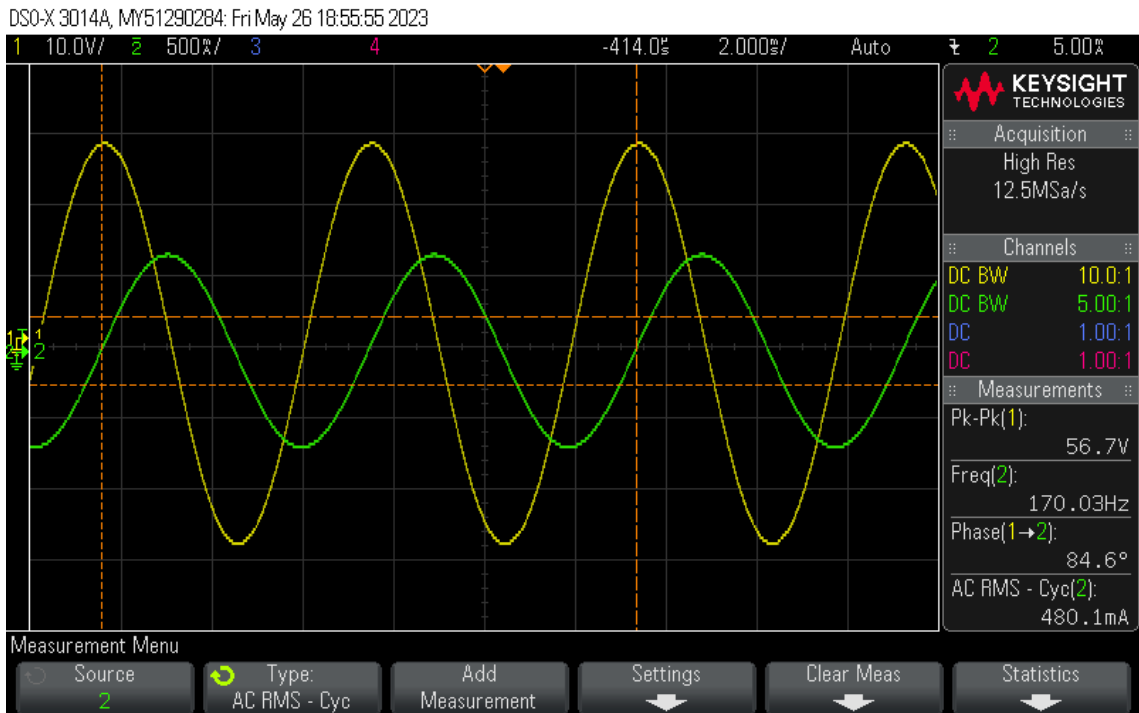 DSO-X 3014A, MY51290284: Fri May 26 18:55:55 2023
1 10.0V/ 2 500mA/ 3 4 -414.0us 2.000ms/ Auto 2 5.00mA
KEYSIGHT
TECHNOLOGIES
Acquisition
High Res
12.5MSa/s
Channels
DC BW 10.0:1
DC BW 5.00:1
DC 1.00:1
DC 1.00:1
Measurements
Pk-Pk(1):
56.7V
Freq(2):
170.03Hz
Phase(1→2):
84.6°
AC RMS - Cyc(2):
480.1mA
1
2
Measurement Menu
Source
2
Type:
AC RMS - Cyc
Add
Measurement
Settings
Clear Meas
Statistics